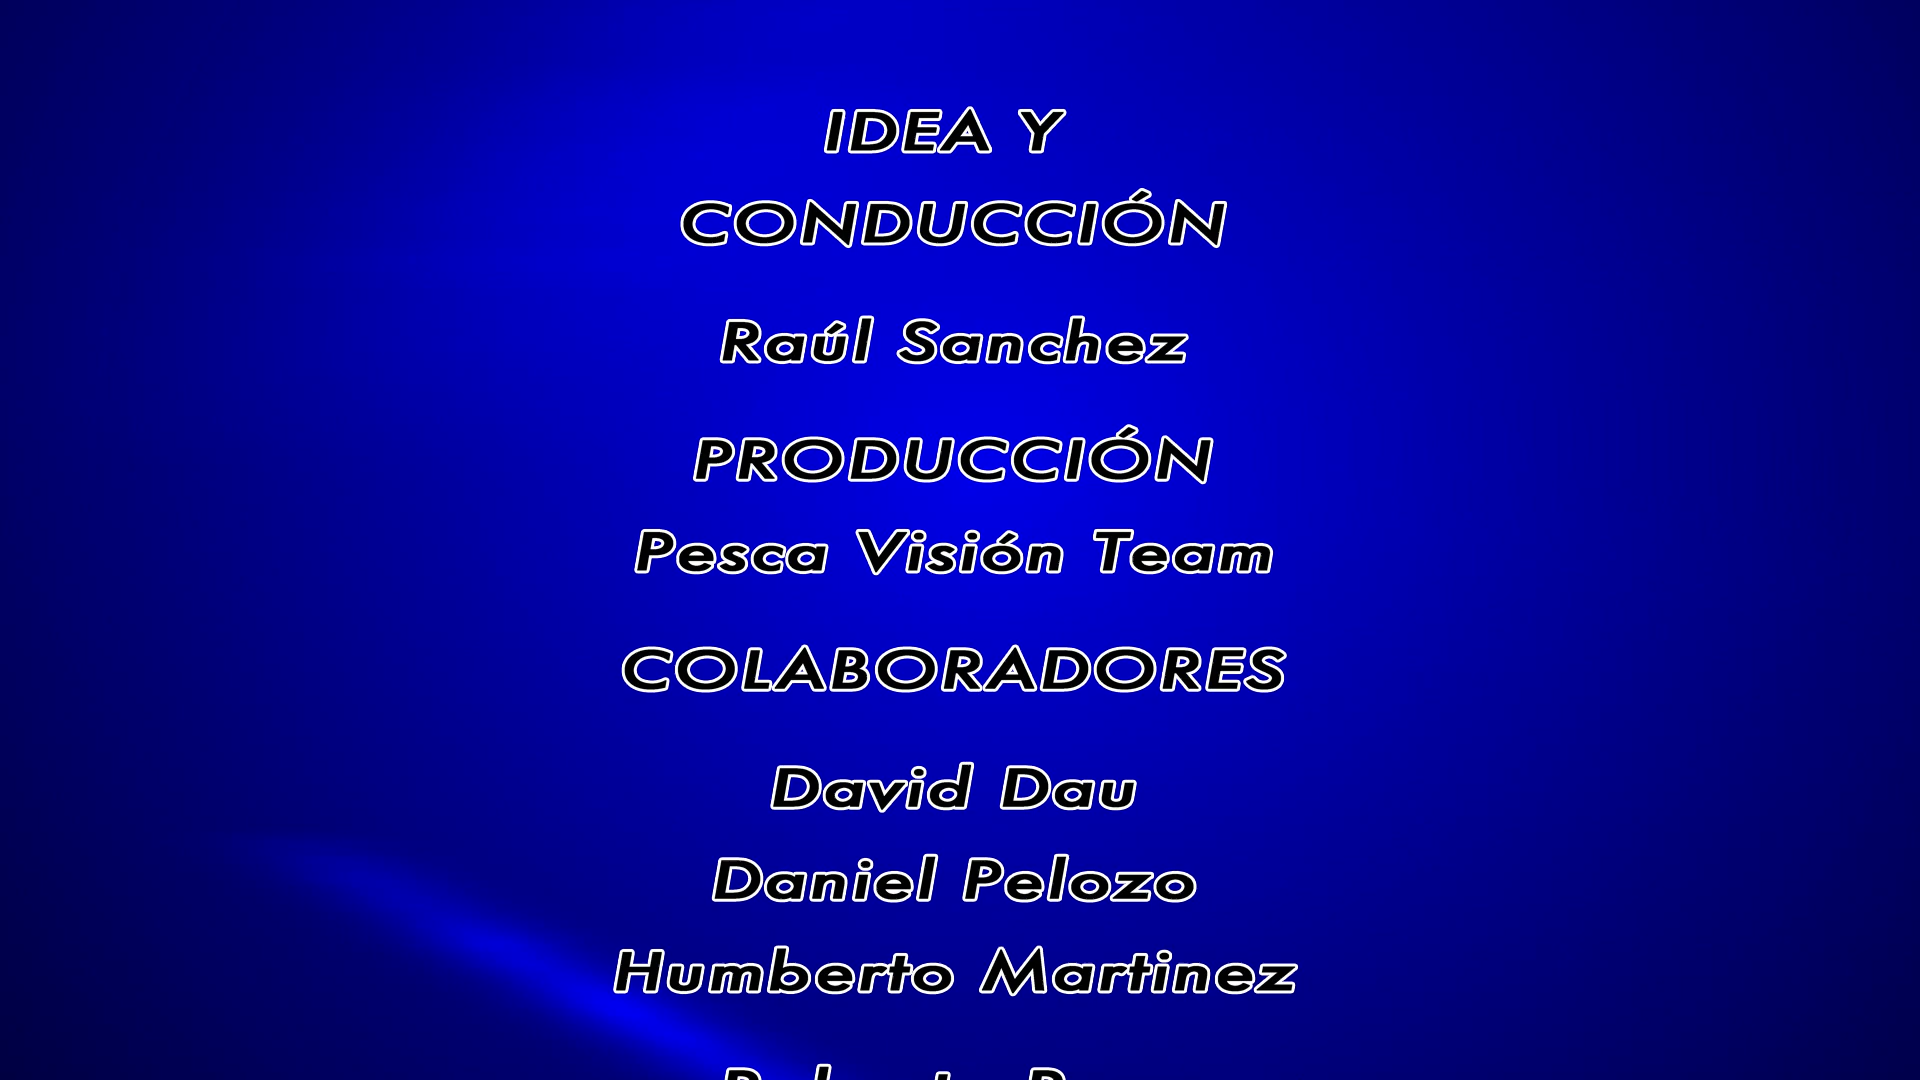 IDEA Y
CONDUCCIÓN
Raúl Sanchez
PRODUCCIÓN
Pesca Visión Team
COLABORADORES
David Dau
Daniel Pelozo
Humberto Martinez